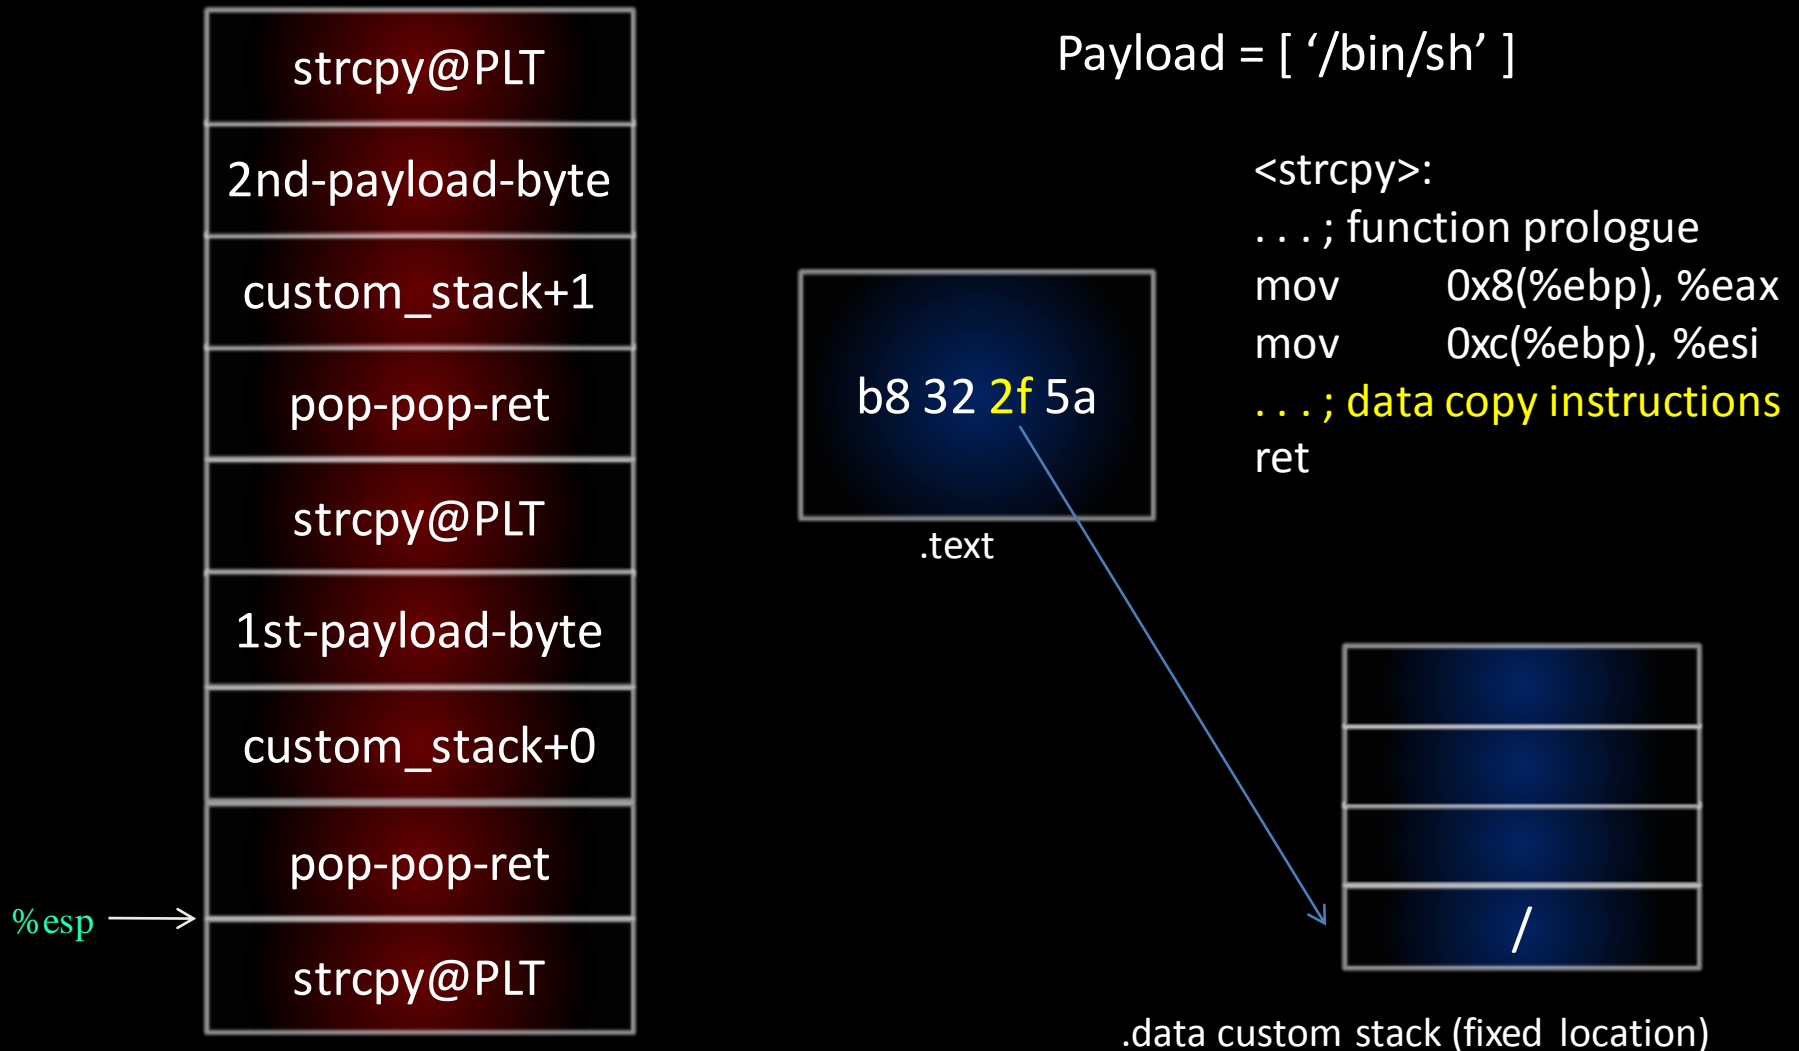 strcpy@PLT
2nd-payload-byte
custom_stack+1
pop-pop-ret
strcpy@PLT
1st-payload-byte
custom_stack+0
pop-pop-ret
%esp
strcpy@PLT
Payload = [ ‘/bin/sh’ ]
<strcpy>:
. . . ; function prologue
mov 0x8(%ebp), %eax
mov 0xc(%ebp), %esi
. . . ; data copy instructions
ret
b8 32 2f 5a
.text
/
.data custom stack (fixed location)